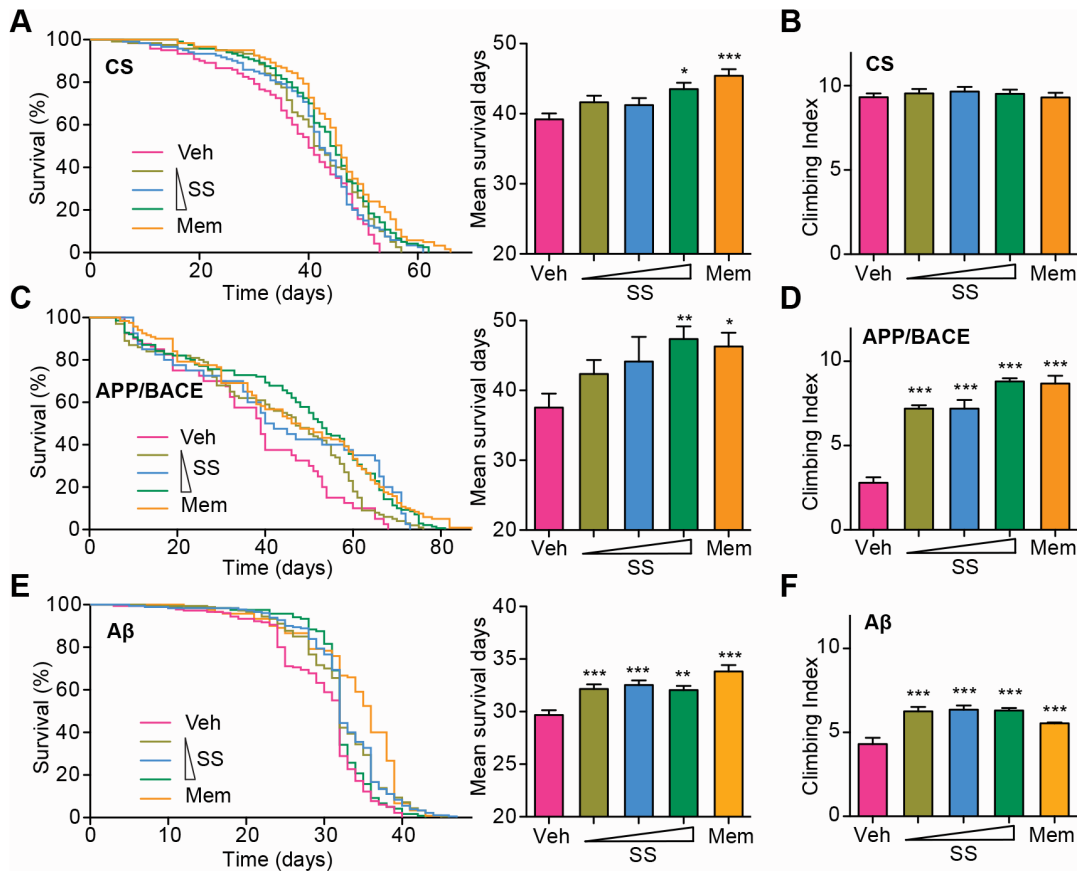 A
B
CS
Survival (%)
100
80
60
40
20
0
Veh
SS
Mem
0
20
40
60
Time (days)
Mean survival days
50
40
30
20
*
***
Veh
Mem
SS
CS
Climbing Index
10
5
0
Veh
Mem
SS
C
D
APP/BACE
Survival (%)
100
80
60
40
20
0
Veh
SS
Mem
0
20
40
60
80
Time (days)
Mean survival days
50
40
30
20
**
*
Veh
Mem
SS
APP/BACE
Climbing Index
10
5
0
***
***
***
***
Veh
Mem
SS
E
F
Aβ
Survival (%)
100
80
60
40
20
0
Veh
SS
Mem
0
10
20
30
40
Time (days)
Mean survival days
40
35
30
25
20
***
***
**
***
Veh
Mem
SS
Aβ
Climbing Index
10
5
0
***
***
***
***
Veh
Mem
SS